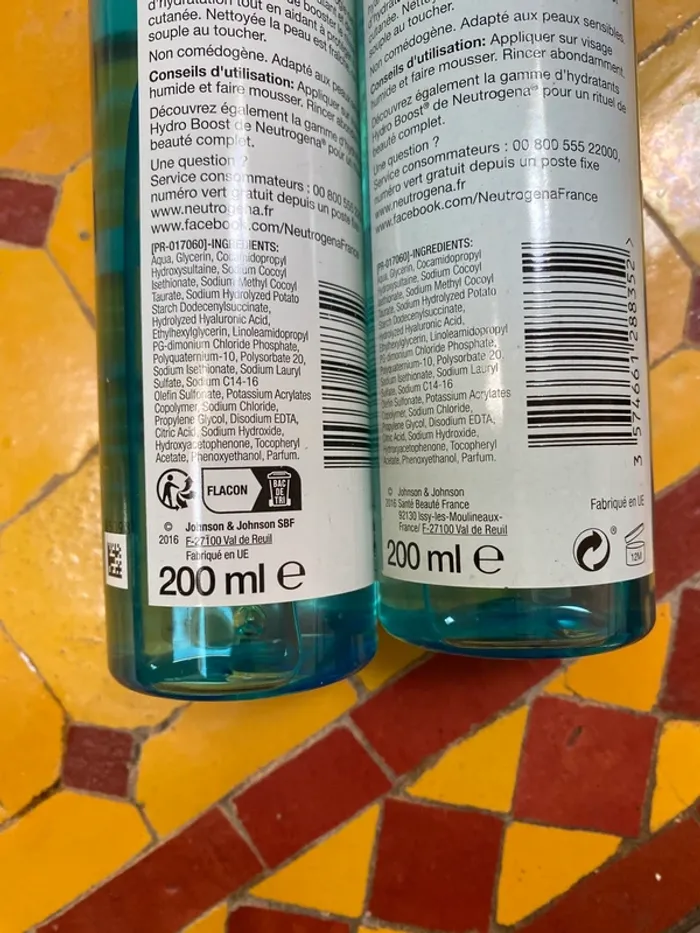 d'hydratation tout en aidant à
cutanée. Nettoyée la peau est
souple au toucher.
Non comédogène. Adapté aux
Conseils d'utilisation: Appliquer sur
humide et faire mousser. Rincer
Découvrez également la gamme
Hydro Boost de Neutrogena® pour
beauté complet.
Une question ?
Service consommateurs : 00 800 555
numéro vert gratuit depuis un poste fixe
www.neutrogena.fr
www.facebook.com/NeutrogenaFrance
[PR-017060]-INGREDIENTS:
Aqua, Glycerin, Cocamidopropyl
Hydroxysultaine, Sodium Cocoyl
Isethionate, Sodium Methyl Cocoyl
Taurate, Sodium Hydrolyzed Potato
Starch Dodecenylsuccinate,
Hydrolyzed Hyaluronic Acid,
Ethylhexylglycerin, Linoleamidopropyl
PG-dimonium Chloride Phosphate,
Polyquaternium-10, Polysorbate 20,
Sodium Isethionate, Sodium Lauryl
Sulfate, Sodium C14-16
Olefin Sulfonate, Potassium Acrylates
Copolymer, Sodium Chloride,
Propylene Glycol, Disodium EDTA,
Citric Acid, Sodium Hydroxide,
Hydroxyacetophenone, Tocopheryl
Acetate, Phenoxyethanol, Parfum.
FLACON
BAC
DE
TRI
© Johnson & Johnson SBF
2016 F-27100 Val de Reuil
Fabriqué en UE
200 ml e
cutanée.
souple au toucher.
Non comédogène. Adapté aux peaux sensibles.
Conseils d'utilisation: Appliquer sur visage
humide et faire mousser. Rincer abondamment.
Découvrez également la gamme d'hydratants
Hydro Boost® de Neutrogena® pour un rituel de
beauté complet.
Une question ?
Service consommateurs : 00 800 555 22000,
numéro vert gratuit depuis un poste fixe
www.neutrogena.fr
www.facebook.com/NeutrogenaFrance
[PR-017060]-INGREDIENTS:
Aqua, Glycerin, Cocamidopropyl
Hydroxysultaine, Sodium Cocoyl
Isethionate, Sodium Methyl Cocoyl
Taurate, Sodium Hydrolyzed Potato
Starch Dodecenylsuccinate,
Hydrolyzed Hyaluronic Acid,
Ethylhexylglycerin, Linoleamidopropyl
PG-dimonium Chloride Phosphate,
Polyquaternium-10, Polysorbate 20,
Sodium Isethionate, Sodium Lauryl
Sulfate, Sodium C14-16
Olefin Sulfonate, Potassium Acrylates
Copolymer, Sodium Chloride,
Propylene Glycol, Disodium EDTA,
Citric Acid, Sodium Hydroxide,
Hydroxyacetophenone, Tocopheryl
Acetate, Phenoxyethanol, Parfum.
3 574661 288352 >
© Johnson & Johnson
2016 Santé Beauté France
92130 Issy-les-Moulineaux-
France/ F-27100 Val de Reuil
Fabriqué en UE
200 ml e
®
12M